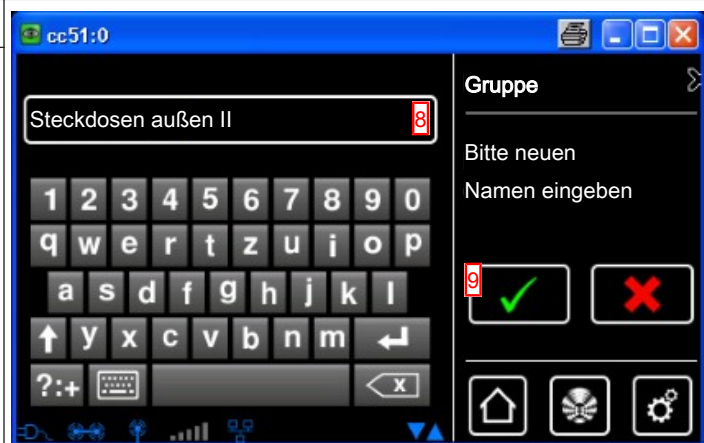 cc51:0
Steckdosen außen II 8
Gruppe
Bitte neuen
Namen eingeben
1 2 3 4 5 6 7 8 9 0
q w e r t z u i o p
a s d f g h j k l
y x c v b n m
?:+ x
9